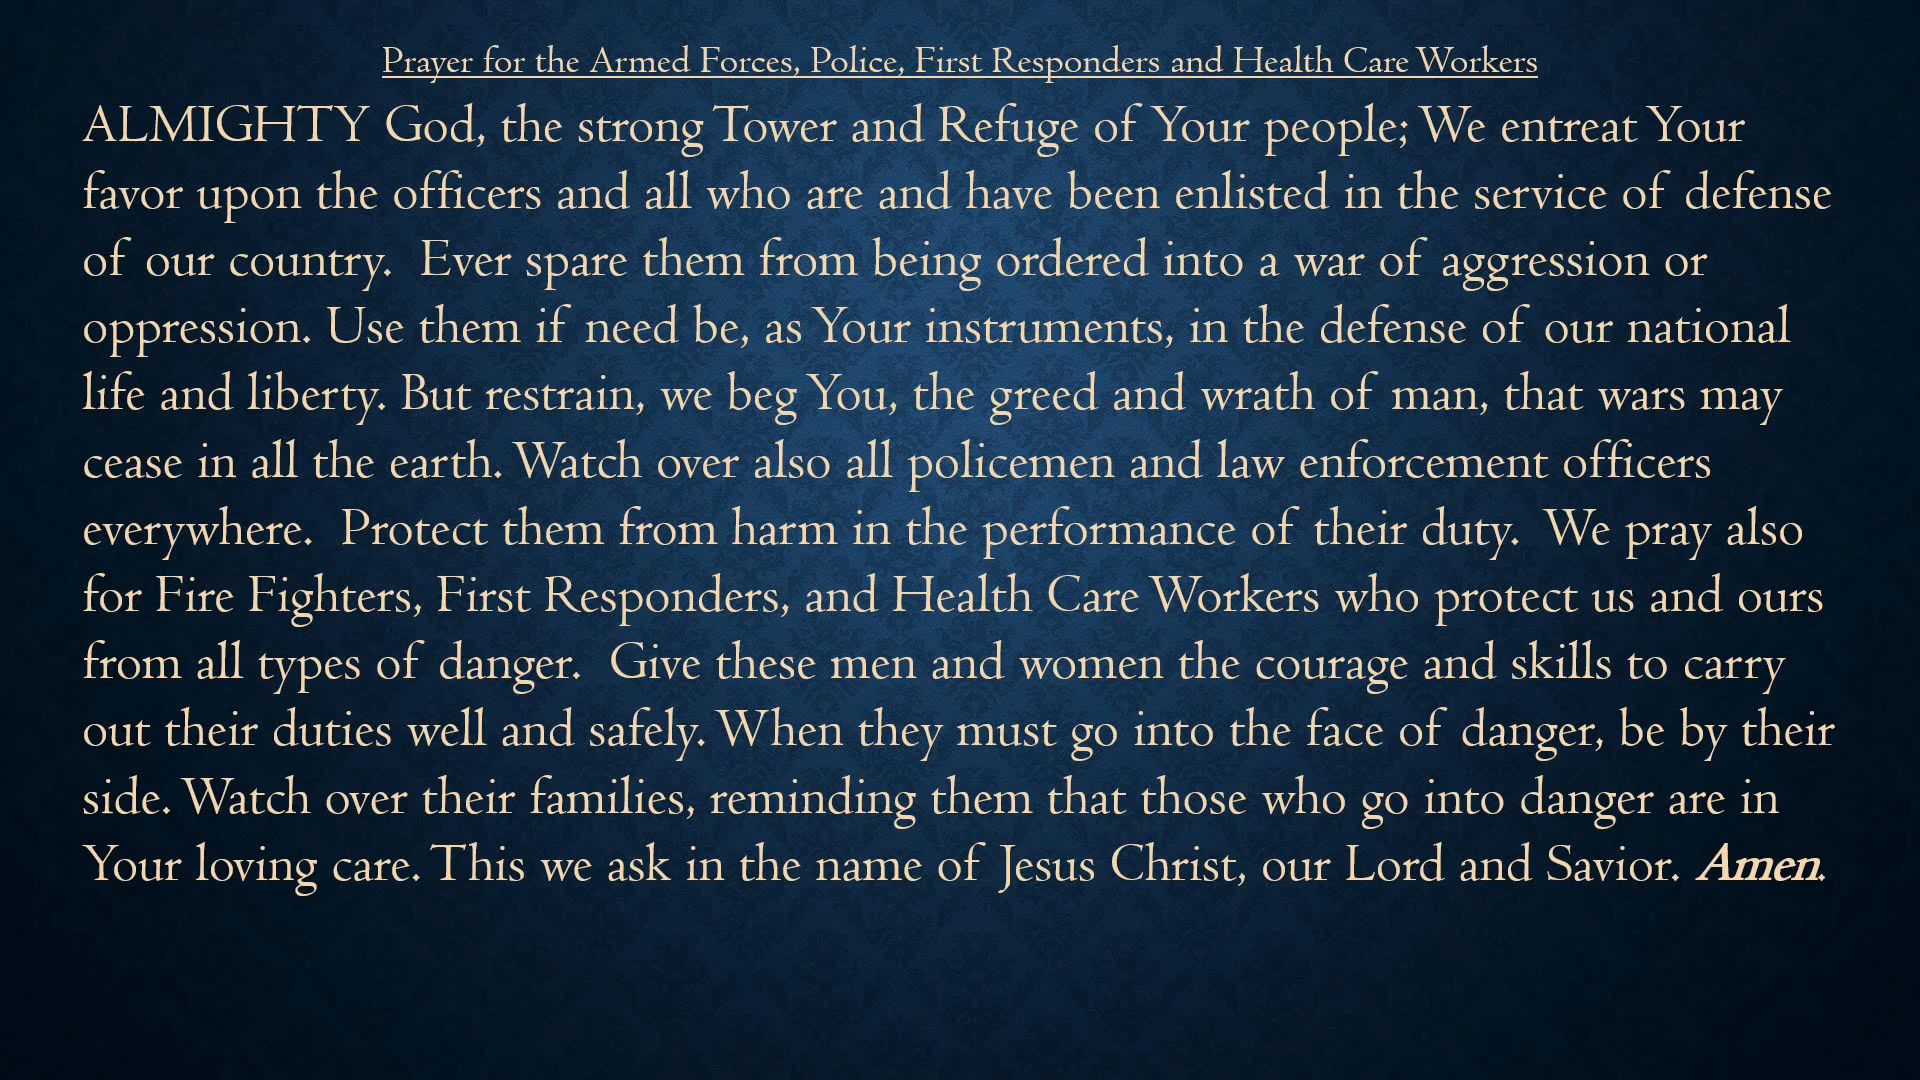 Prayer for the Armed Forces, Police, First Responders and Health Care Workers
ALMIGHTY God, the strong Tower and Refuge of Your people; We entreat Your
favor upon the officers and all who are and have been enlisted in the service of defense
of our country.  Ever spare them from being ordered into a war of aggression or
oppression. Use them if need be, as Your instruments, in the defense of our national
life and liberty. But restrain, we beg You, the greed and wrath of man, that wars may
cease in all the earth. Watch over also all policemen and law enforcement officers
everywhere.  Protect them from harm in the performance of their duty.  We pray also
for Fire Fighters, First Responders, and Health Care Workers who protect us and ours
from all types of danger.  Give these men and women the courage and skills to carry
out their duties well and safely. When they must go into the face of danger, be by their
side. Watch over their families, reminding them that those who go into danger are in
Your loving care. This we ask in the name of Jesus Christ, our Lord and Savior. Amen.